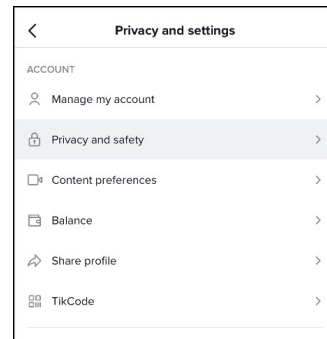 Privacy and settings
ACCOUNT
Manage my account
Privacy and safety
Content preferences
Balance
Share profile
TikCode